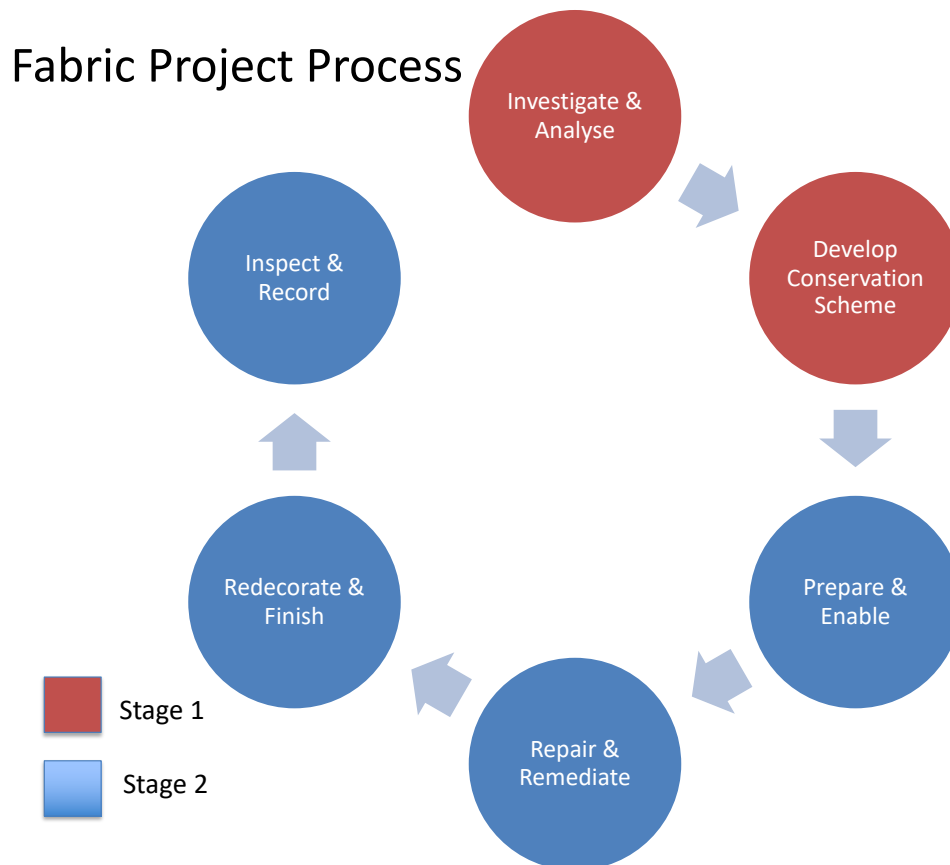 Fabric Project Process
Investigate &
Analyse
Develop
Conservation
Scheme
Prepare &
Enable
Repair &
Remediate
Redecorate &
Finish
Inspect &
Record
Stage 1
Stage 2